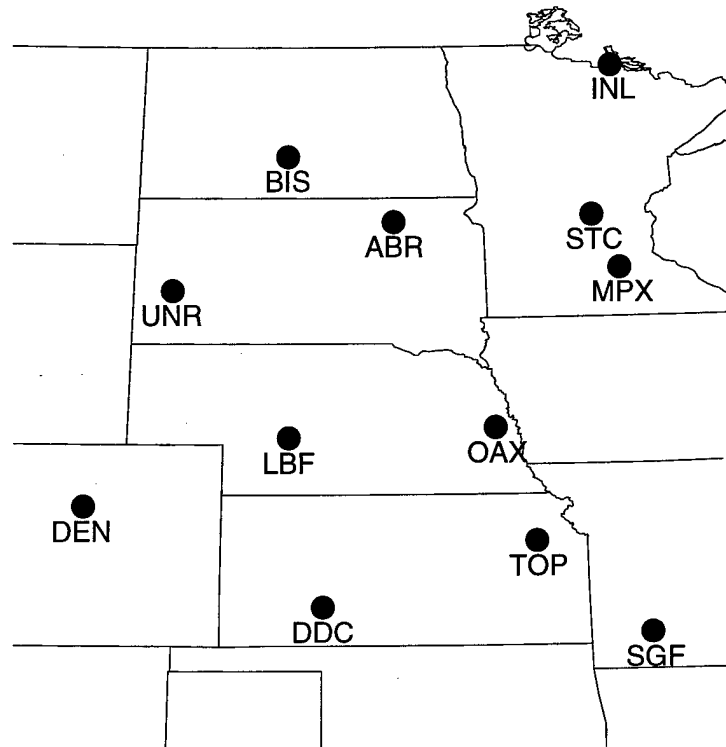 INL
BIS
ABR
STC
MPX
UNR
LBF
OAX
DEN
TOP
DDC
SGF